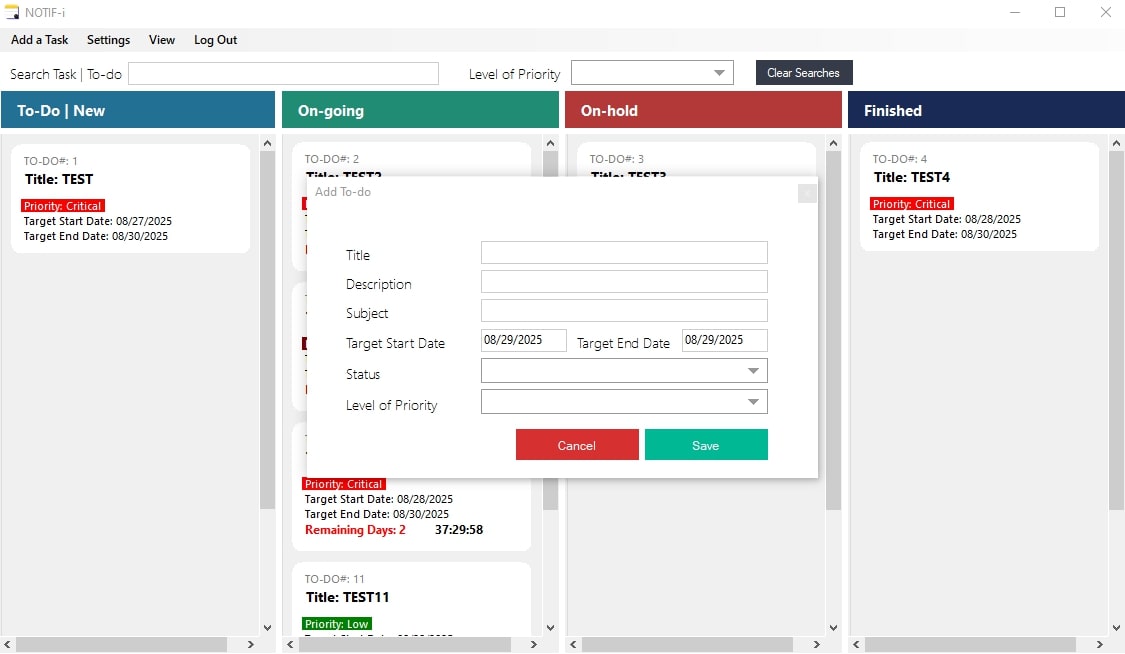 NOTIF-i
Add a Task Settings View Log Out
Search Task | To-do Level of Priority Clear Searches
To-Do | New On-going On-hold Finished
TO-DO#: 1
Title: TEST
Priority: Critical
Target Start Date: 08/27/2025
Target End Date: 08/30/2025
TO-DO#: 2
Title: TEST2
TO-DO#: 3
Title: TEST3
TO-DO#: 4
Title: TEST4
Priority: Critical
Target Start Date: 08/28/2025
Target End Date: 08/30/2025
Add To-do
Title
Description
Subject
Target Start Date 08/29/2025 Target End Date 08/29/2025
Status
Level of Priority
Cancel Save
Priority: Critical
Target Start Date: 08/28/2025
Target End Date: 08/30/2025
Remaining Days: 2 37:29:58
TO-DO#: 11
Title: TEST11
Priority: Low